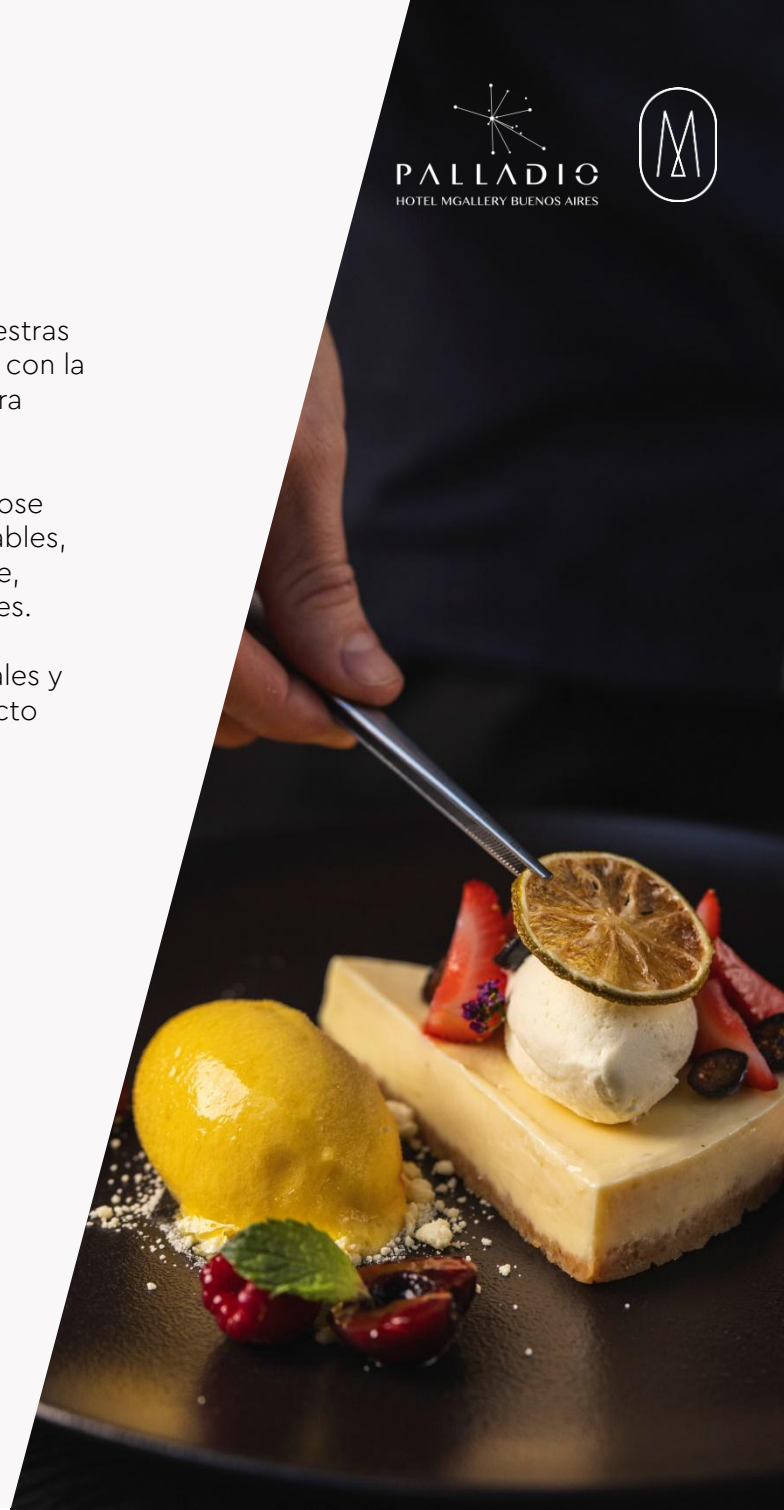 PALLADIO
HOTEL MGALLERY BUENOS AIRES
M
estras
con la
ra
ose
ables,
e,
es.
ales y
cto